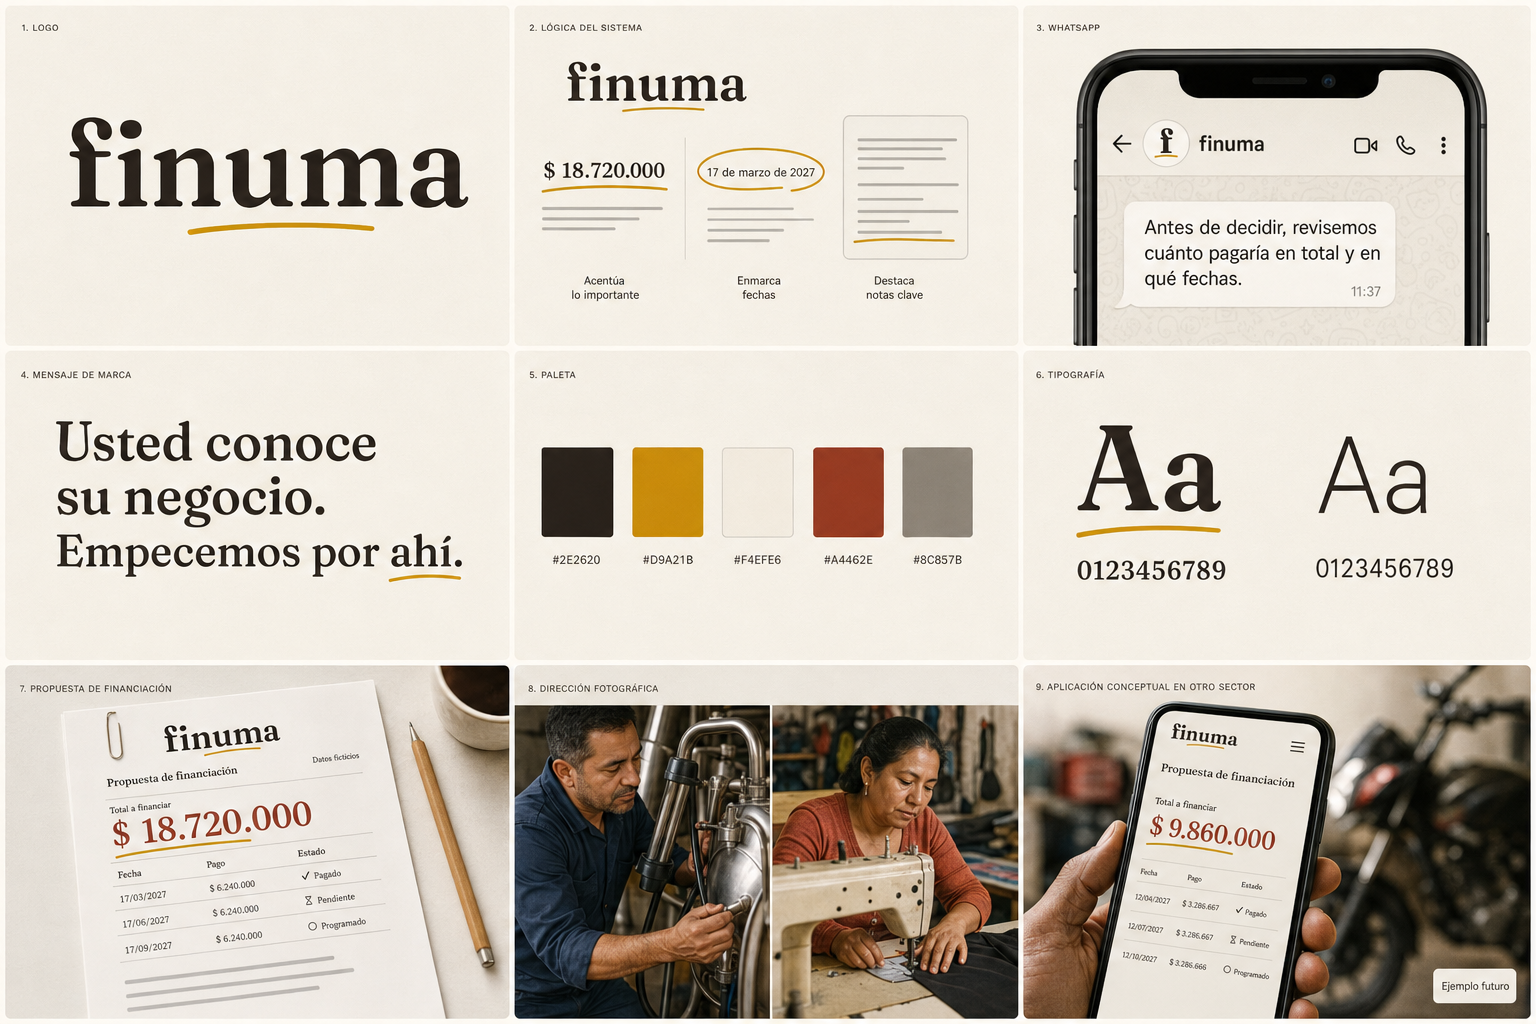 1. LOGO
finuma
2. LÓGICA DEL SISTEMA
finuma
$ 18.720.000
Acentúa
lo importante
17 de marzo de 2027
Enmarca
fechas
Destaca
notas clave
3. WHATSAPP
f
finuma
Antes de decidir, revisemos
cuánto pagaría en total y en
qué fechas.
11:37
4. MENSAJE DE MARCA
Usted conoce
su negocio.
Empecemos por ahí.
5. PALETA
#2E2620
#D9A21B
#F4EFE6
#A4462E
#8C857B
6. TIPOGRAFÍA
Aa
0123456789
Aa
0123456789
7. PROPUESTA DE FINANCIACIÓN
finuma
Datos ficticios
Propuesta de financiación
Total a financiar
$ 18.720.000
Fecha Pago Estado
17/03/2027 $ 6.240.000 Pagado
17/06/2027 $ 6.240.000 Pendiente
17/09/2027 $ 6.240.000 Programado
8. DIRECCIÓN FOTOGRÁFICA
9. APLICACIÓN CONCEPTUAL EN OTRO SECTOR
finuma
Propuesta de financiación
Total a financiar
$ 9.860.000
Fecha Pago Estado
12/04/2027 $ 3.286.667 Pagado
12/07/2027 $ 3.286.667 Pendiente
12/10/2027 $ 3.286.666 Programado
Ejemplo futuro